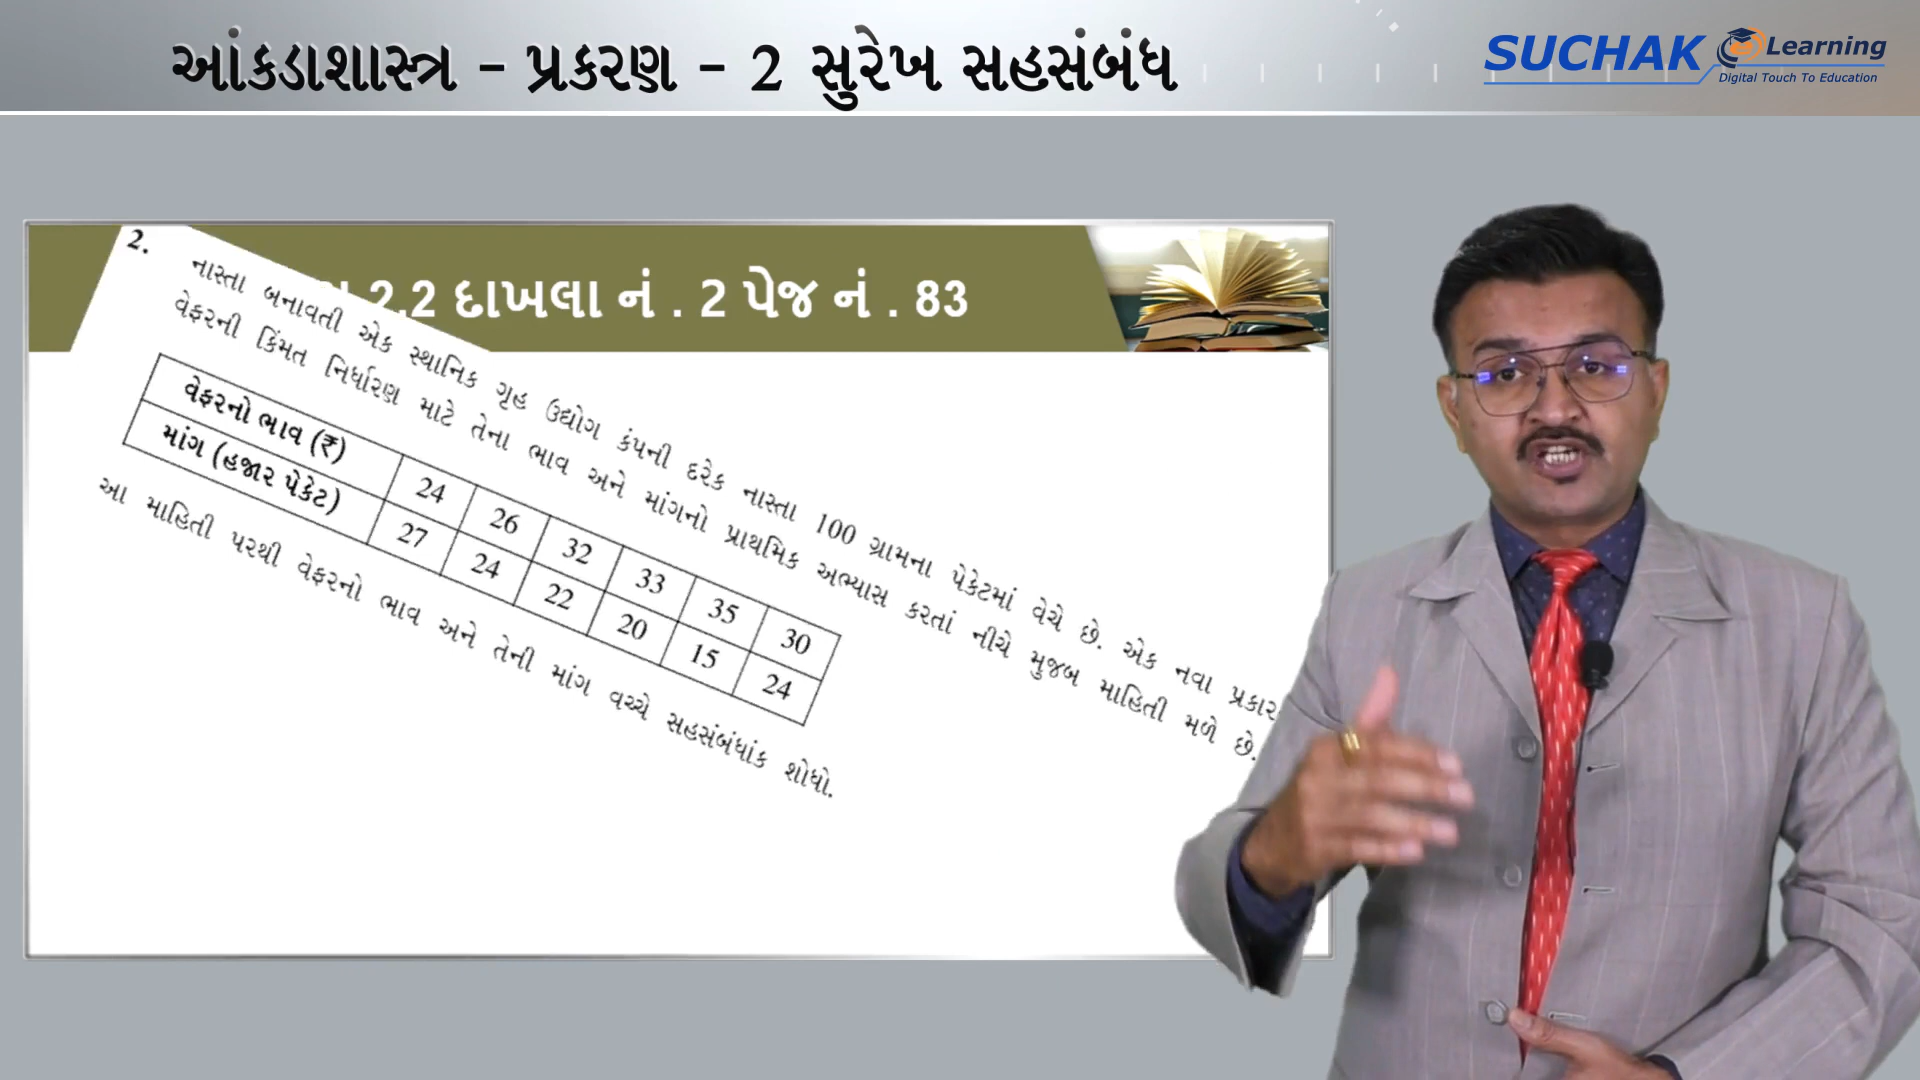 આંકડાશાસ્ત્ર - પ્રકરણ - 2 સુરેખ સહસંબંધ
SUCHAK eLearning
Digital Touch To Education
2.2 દાખલા નં . 2 પેજ નં . 83
2. નાસ્તા બનાવતી એક સ્થાનિક ગૃહ ઉદ્યોગ કંપની દરેક નાસ્તા 100 ગ્રામના પેકેટમાં વેચે છે. એક નવા
વેફરની કિંમત નિર્ધારણ માટે તેના ભાવ અને માંગનો પ્રાથમિક અભ્યાસ કરતાં નીચે મુજબ માહિતી મળે છે.
વેફરનો ભાવ (₹) 24 26 32 33 35 30
માંગ (હજાર પેકેટ) 27 24 22 20 15 24
આ માહિતી પરથી વેફરનો ભાવ અને તેની માંગ વચ્ચે સહસંબંધાંક શોધો.